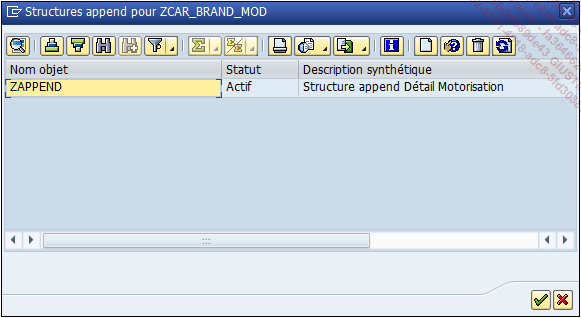 Structures append pour ZCAR_BRAND_MOD
Nom objet Statut Description synthétique
ZAPPEND Actif Structure append Détail Motorisation